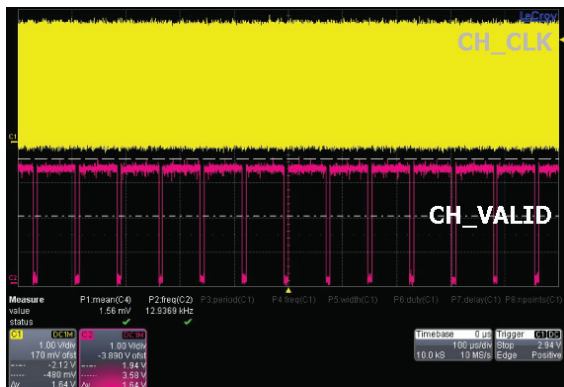 LeCroy
CH_CLK
C1
CH_VALID
C2
Measure P1:mean(C4) P2:freq(C2) P3:period(C1) P4:freq(C1) P5:width(C1) P6:duty(C1) P7:delay(C1) P8:npoints(C1)
value 1.56 mV 12.9369 kHz
status
C1 DC1M C2 DC1M Timebase 0 µs Trigger C1 DC
1.00 V/div 1.00 V/div 100 µs/div Stop 2.94 V
170 mV ofst -3.890 V ofst 10.0 kS 10 MS/s Edge Positive
-2.12 V 1.94 V
-480 mV 3.58 V
Δy 1.64 V Δy 1.64 V